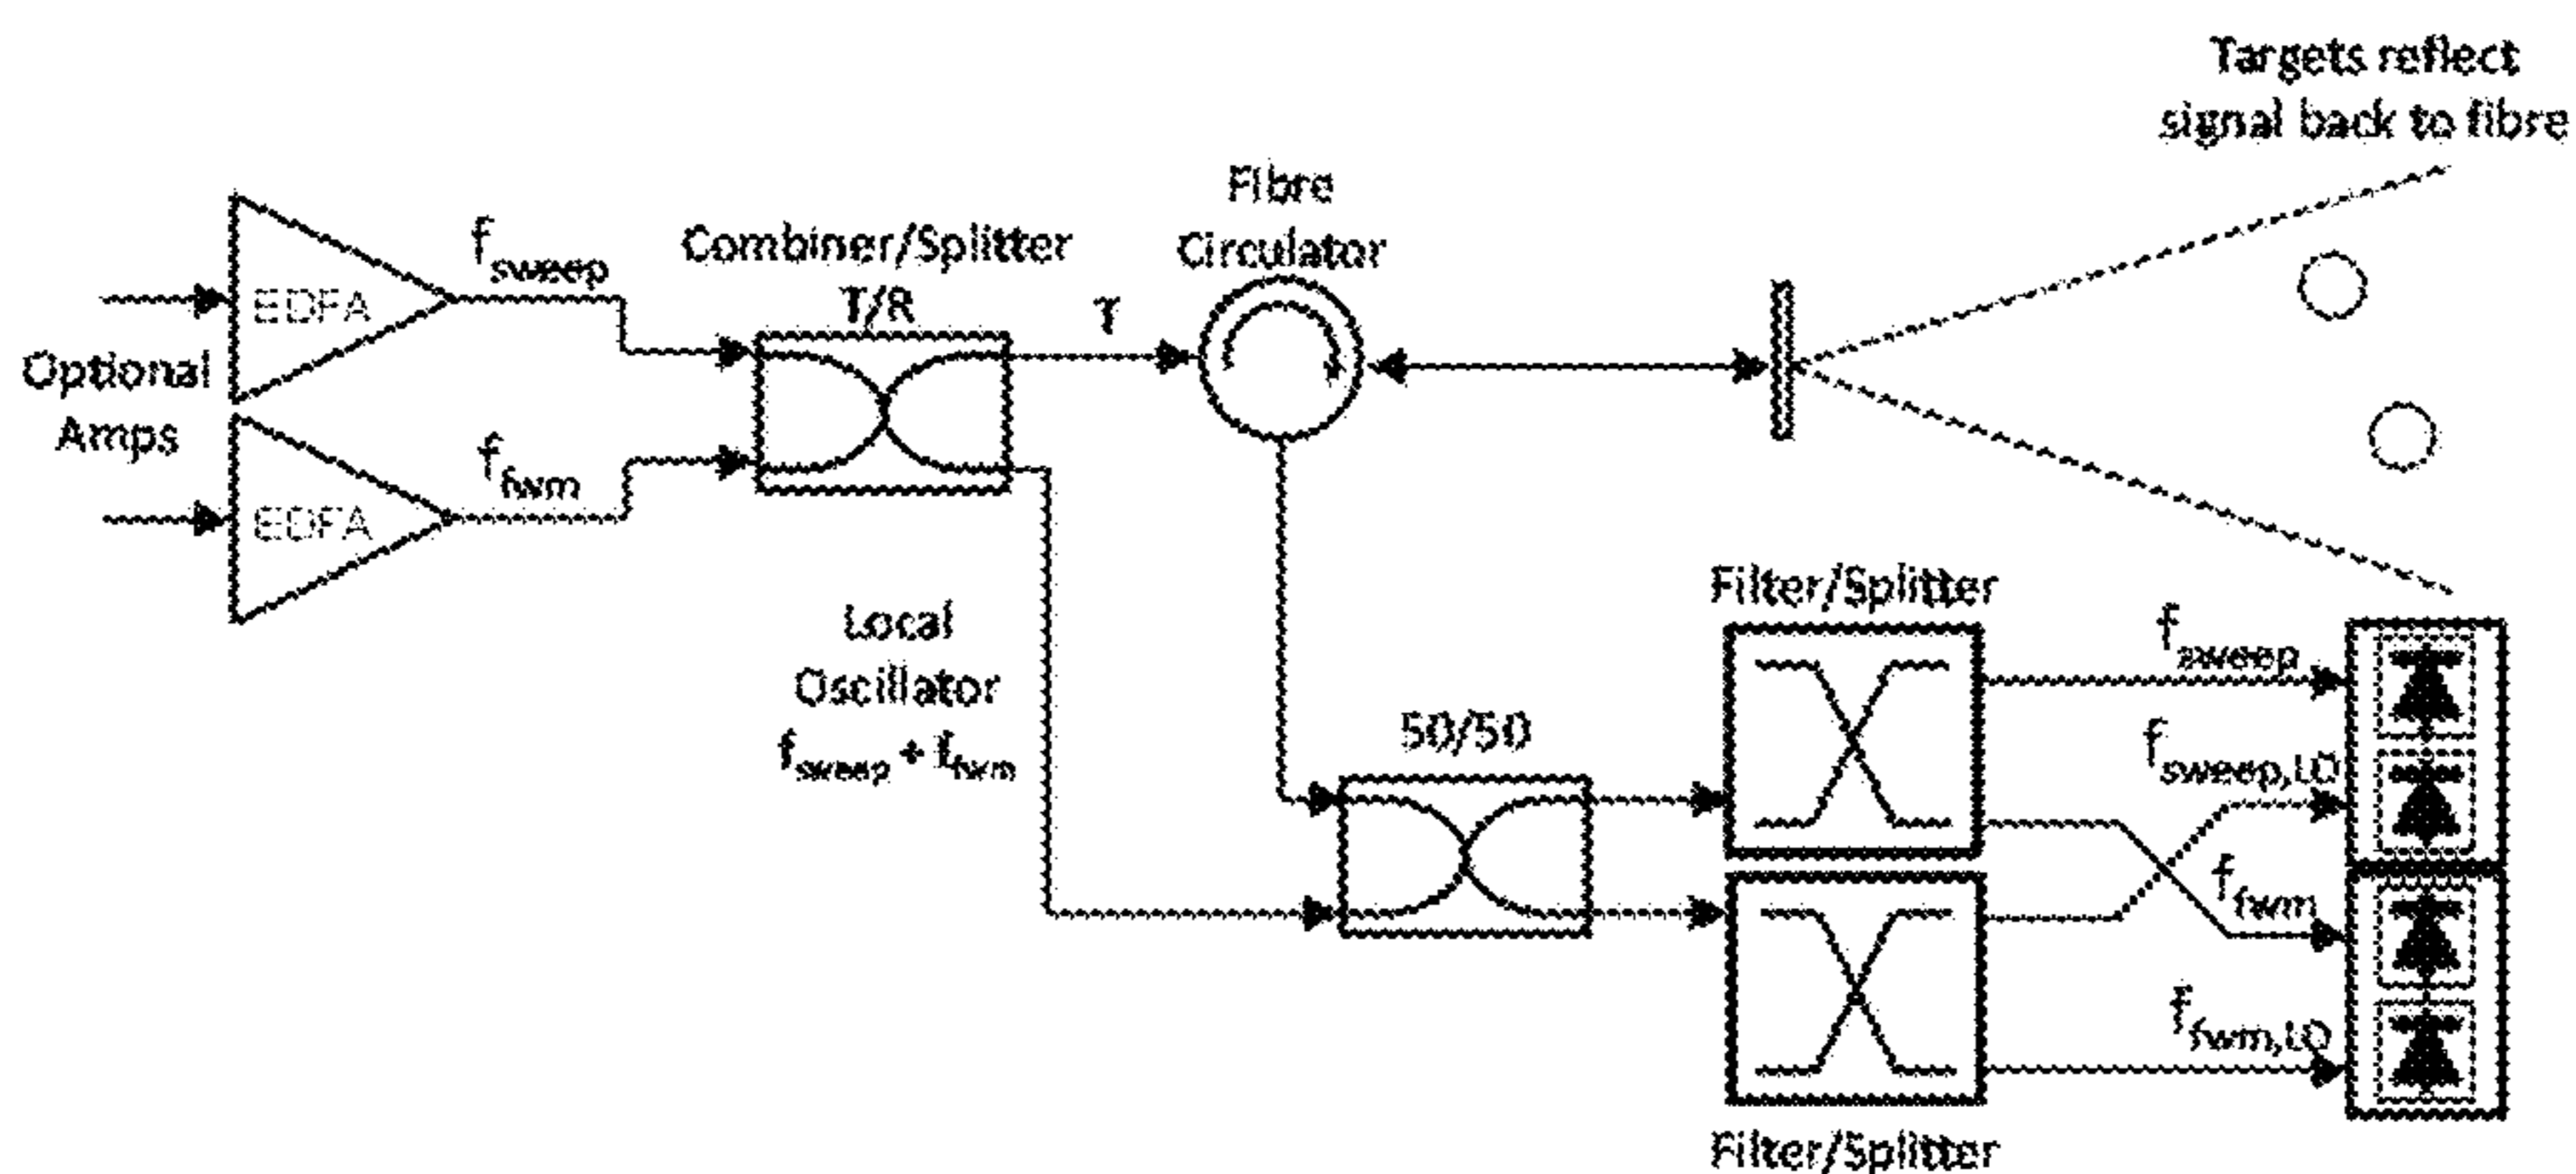 Targets reflect
signal back to fibre
Fibre
Circulator
Combiner/Splitter
T/R
T
f_sweep
EDFA
Optional
Amps
f_fwm
EDFA
Local
Oscillator
f_sweep + f_fwm
50/50
Filter/Splitter
f_sweep
f_sweep,LO
f_fwm
f_fwm,LO
Filter/Splitter